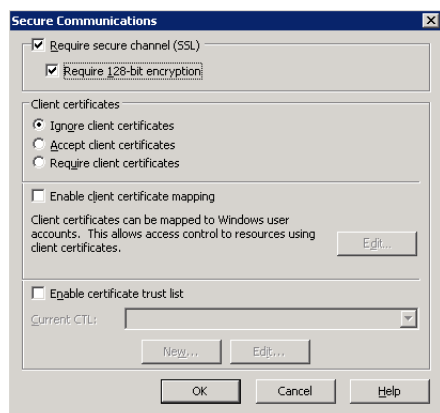 Secure Communications
Require secure channel (SSL)
Require 128-bit encryption
Client certificates
Ignore client certificates
Accept client certificates
Require client certificates
Enable client certificate mapping
Client certificates can be mapped to Windows user
accounts. This allows access control to resources using
client certificates.
Edit...
Enable certificate trust list
Current CTL:
New...
Edit...
OK
Cancel
Help